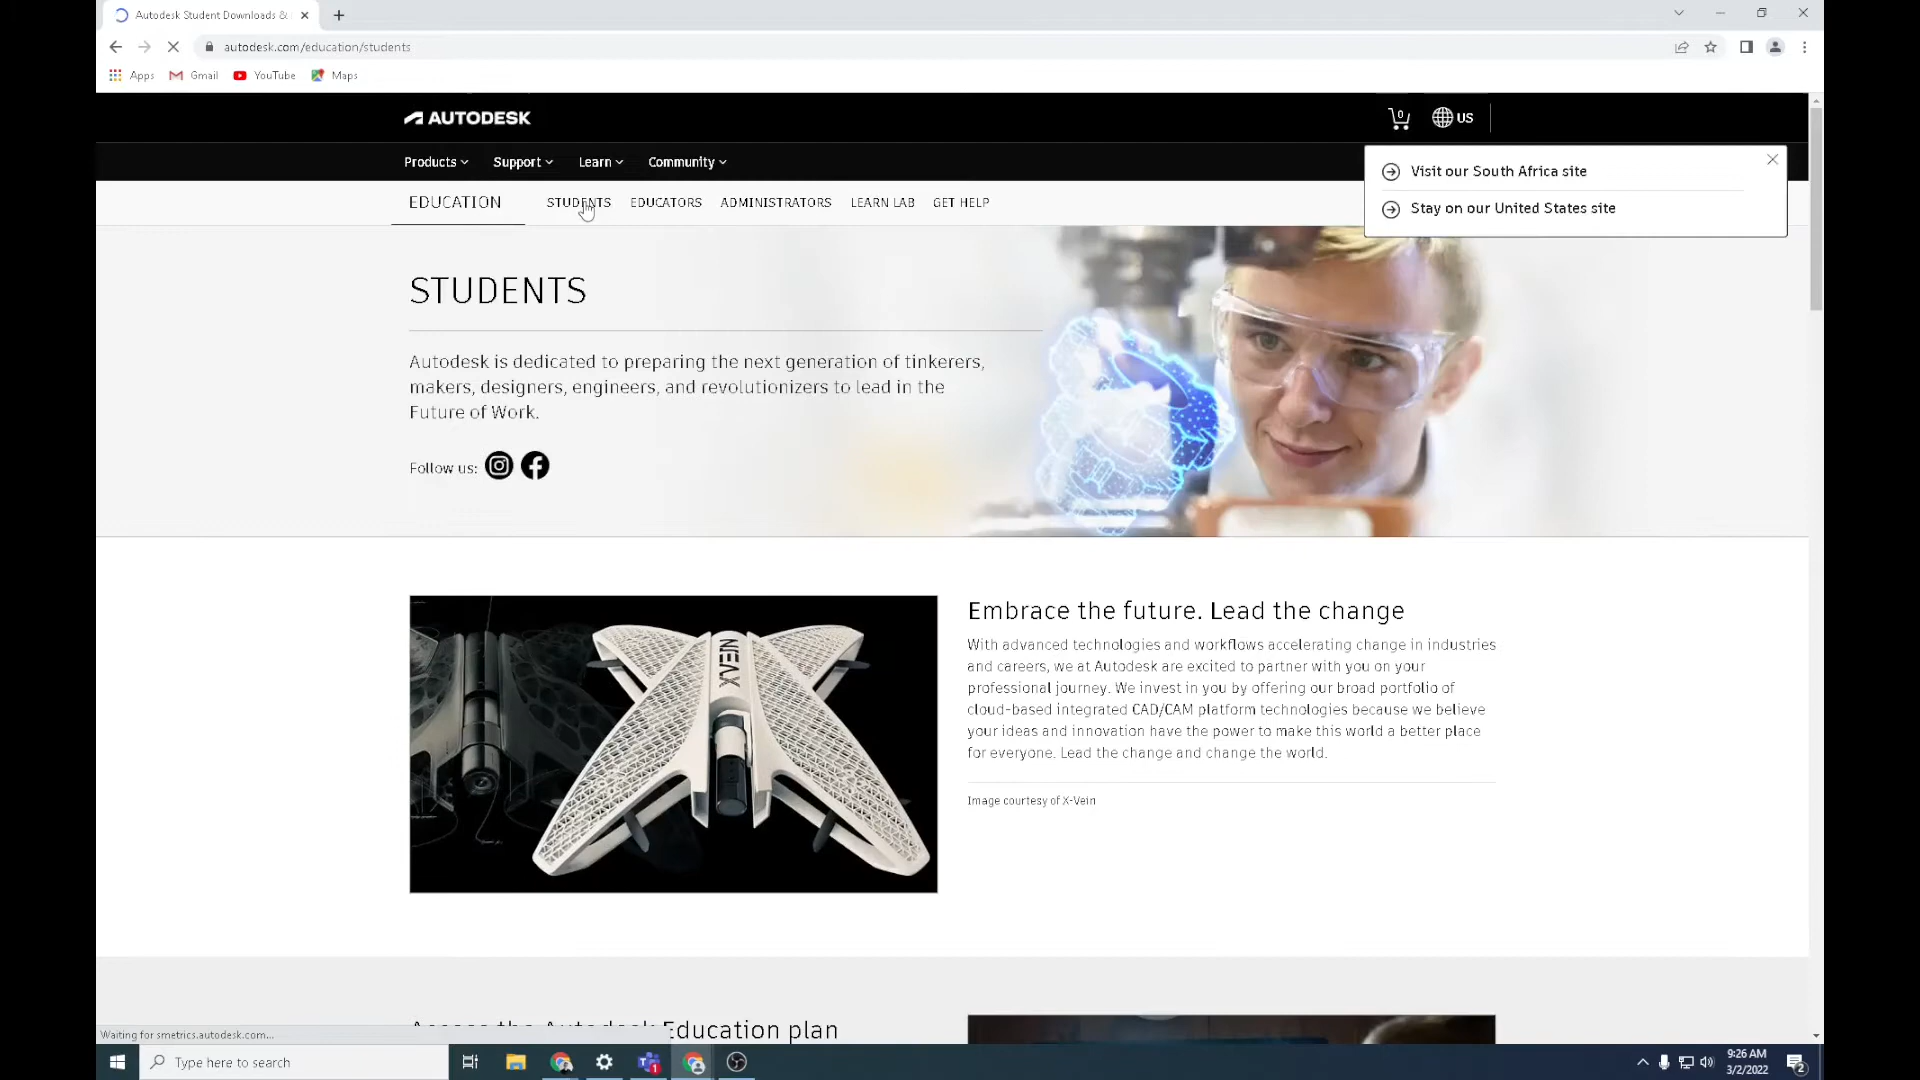 Autodesk Student Downloads &
autodesk.com/education/students
Apps Gmail YouTube Maps
AUTODESK
0 US
Products Support Learn Community
Visit our South Africa site
Stay on our United States site
EDUCATION STUDENTS EDUCATORS ADMINISTRATORS LEARN LAB GET HELP
STUDENTS
Autodesk is dedicated to preparing the next generation of tinkerers,
makers, designers, engineers, and revolutionizers to lead in the
Future of Work.
Follow us:
XVEIN
Embrace the future. Lead the change
With advanced technologies and workflows accelerating change in industries
and careers, we at Autodesk are excited to partner with you on your
professional journey. We invest in you by offering our broad portfolio of
cloud-based integrated CAD/CAM platform technologies because we believe
your ideas and innovation have the power to make this world a better place
for everyone. Lead the change and change the world.
Image courtesy of X-Vein
Access the Autodesk Education plan
Waiting for smetrics.autodesk.com...
Type here to search
1
9:26 AM
3/2/2022
2